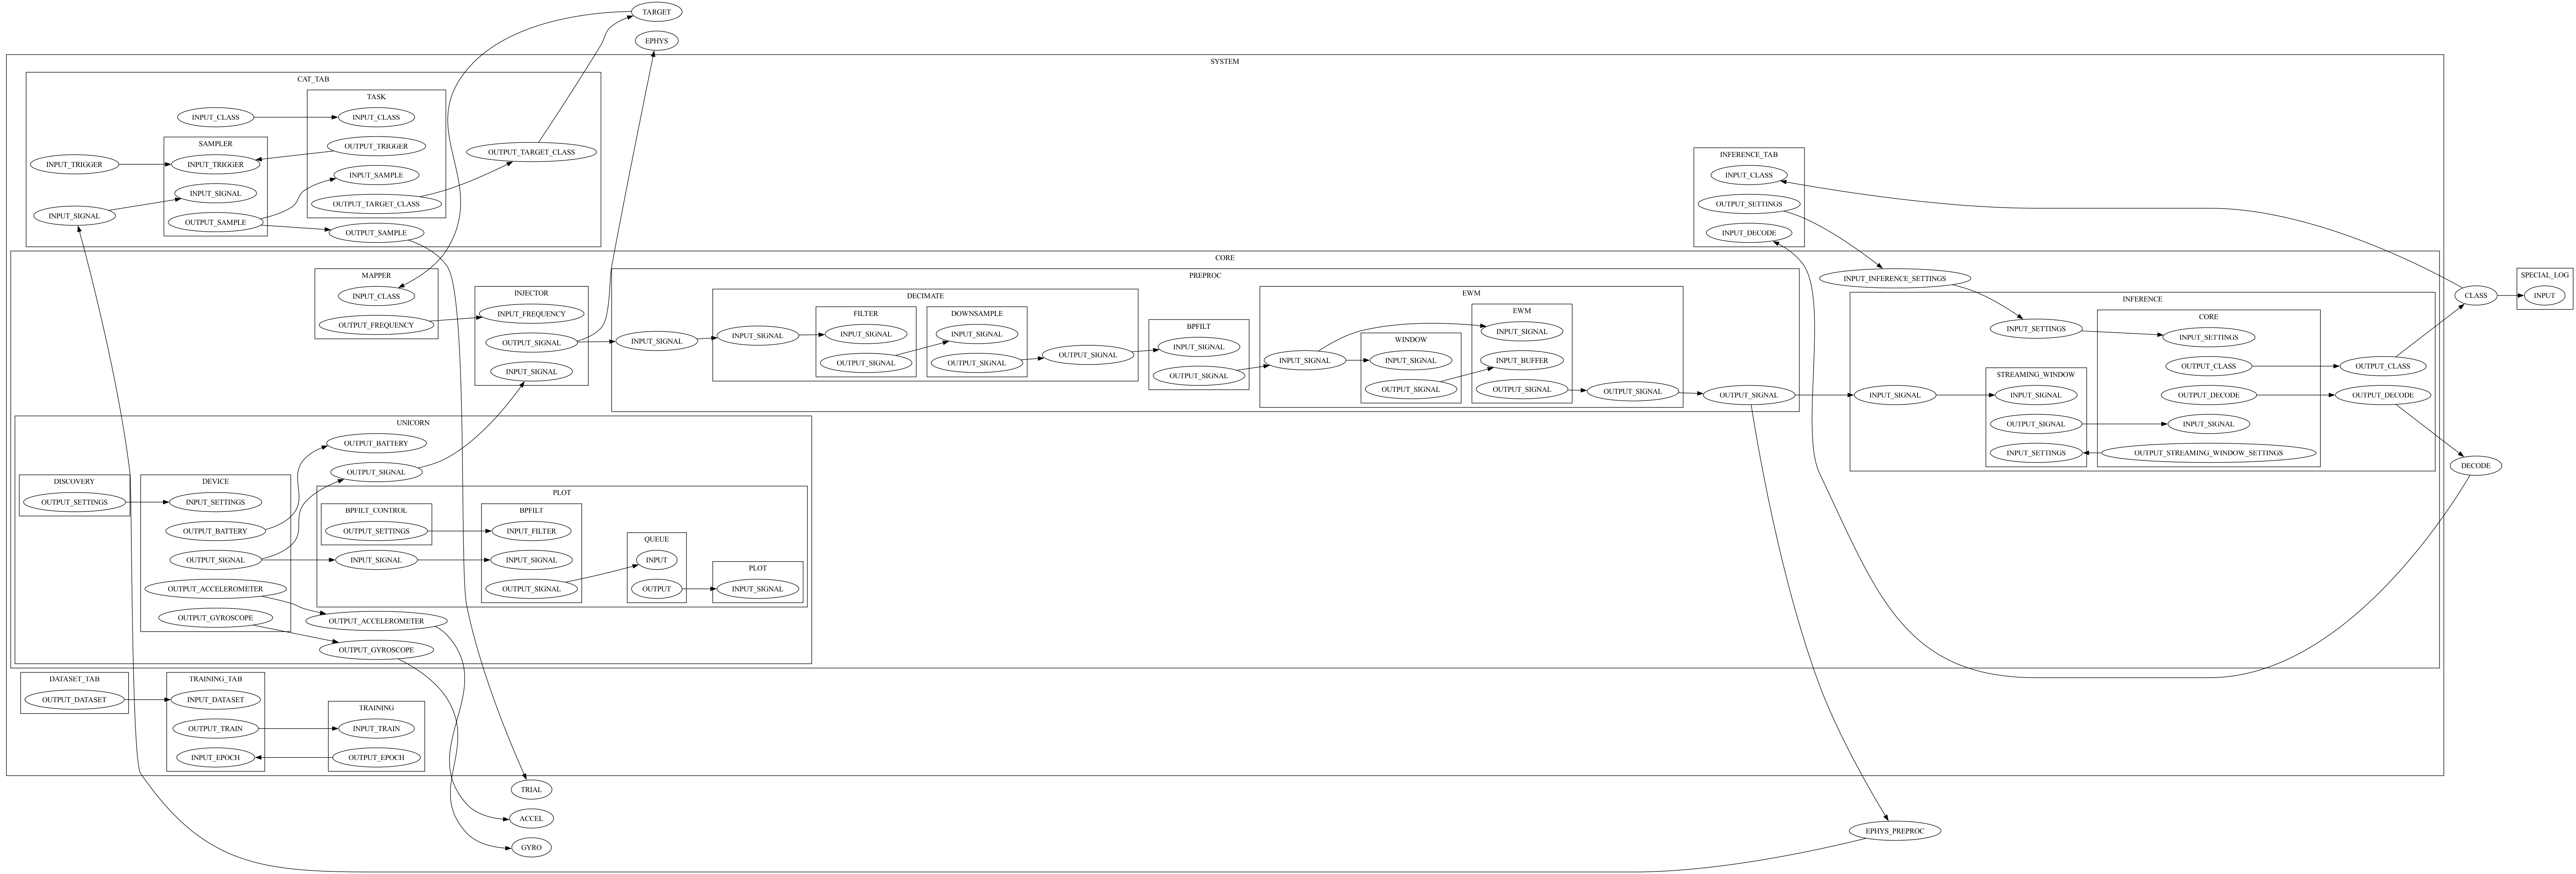 TARGET
EPHYS
SYSTEM
CAT_TAB
TASK
INPUT_CLASS
INPUT_CLASS
SAMPLER
OUTPUT_TRIGGER
INPUT_TRIGGER
INPUT_TRIGGER
INPUT_SAMPLE
OUTPUT_TARGET_CLASS
INPUT_SIGNAL
OUTPUT_TARGET_CLASS
INPUT_SIGNAL
OUTPUT_SAMPLE
OUTPUT_SAMPLE
INFERENCE_TAB
INPUT_CLASS
OUTPUT_SETTINGS
INPUT_DECODE
CORE
MAPPER
INPUT_CLASS
OUTPUT_FREQUENCY
INJECTOR
INPUT_FREQUENCY
OUTPUT_SIGNAL
INPUT_SIGNAL
PREPROC
INPUT_SIGNAL
DECIMATE
INPUT_SIGNAL
FILTER
INPUT_SIGNAL
OUTPUT_SIGNAL
DOWNSAMPLE
INPUT_SIGNAL
OUTPUT_SIGNAL
OUTPUT_SIGNAL
BPFILT
INPUT_SIGNAL
OUTPUT_SIGNAL
EWM
INPUT_SIGNAL
WINDOW
INPUT_SIGNAL
OUTPUT_SIGNAL
EWM
INPUT_SIGNAL
INPUT_BUFFER
OUTPUT_SIGNAL
OUTPUT_SIGNAL
OUTPUT_SIGNAL
INPUT_INFERENCE_SETTINGS
INFERENCE
INPUT_SETTINGS
INPUT_SIGNAL
STREAMING_WINDOW
INPUT_SIGNAL
OUTPUT_SIGNAL
INPUT_SETTINGS
CORE
INPUT_SETTINGS
OUTPUT_CLASS
OUTPUT_DECODE
INPUT_SIGNAL
OUTPUT_STREAMING_WINDOW_SETTINGS
OUTPUT_CLASS
OUTPUT_DECODE
CLASS
DECODE
SPECIAL_LOG
INPUT
UNICORN
OUTPUT_BATTERY
OUTPUT_SIGNAL
DISCOVERY
OUTPUT_SETTINGS
DEVICE
INPUT_SETTINGS
OUTPUT_BATTERY
OUTPUT_SIGNAL
OUTPUT_ACCELEROMETER
OUTPUT_GYROSCOPE
PLOT
BPFILT_CONTROL
OUTPUT_SETTINGS
INPUT_SIGNAL
BPFILT
INPUT_FILTER
INPUT_SIGNAL
OUTPUT_SIGNAL
QUEUE
INPUT
OUTPUT
PLOT
INPUT_SIGNAL
OUTPUT_ACCELEROMETER
OUTPUT_GYROSCOPE
DATASET_TAB
OUTPUT_DATASET
TRAINING_TAB
INPUT_DATASET
OUTPUT_TRAIN
INPUT_EPOCH
TRAINING
INPUT_TRAIN
OUTPUT_EPOCH
TRIAL
ACCEL
GYRO
EPHYS_PREPROC